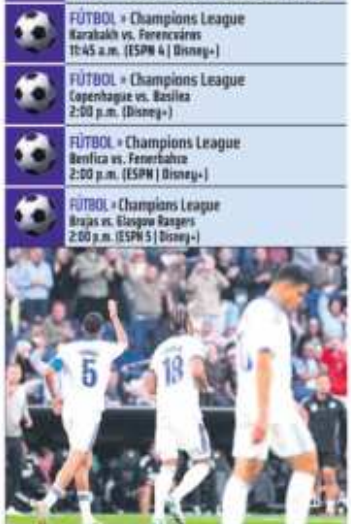 FÚTBOL » Champions League
Karabakh vs. Ferencváros
11:45 a.m. (ESPN 4 | Disney+)
FÚTBOL » Champions League
Copenhague vs. Basilea
2:00 p.m. (Disney+)
FÚTBOL » Champions League
Benfica vs. Fenerbahce
2:00 p.m. (ESPN | Disney+)
FÚTBOL » Champions League
Brujas vs. Glasgow Rangers
2:00 p.m. (ESPN 5 | Disney+)
5
18